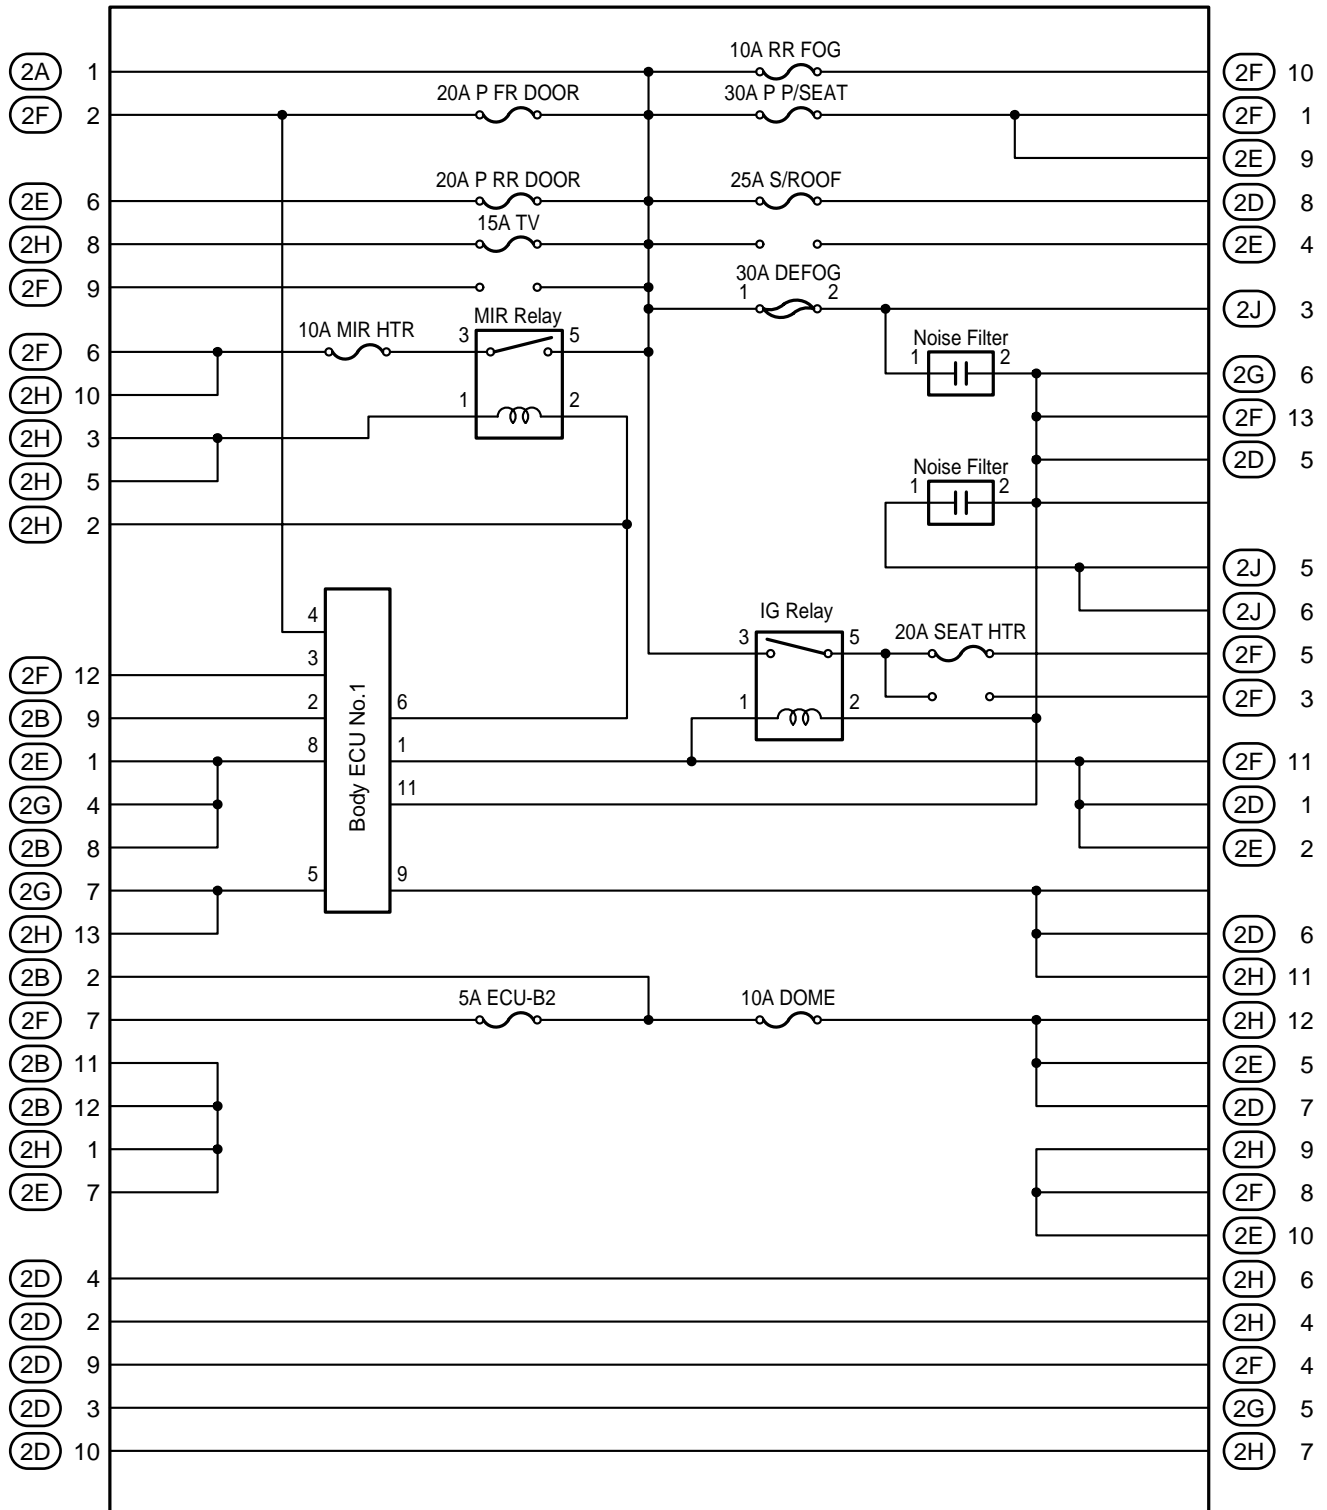 10A RR FOG
2A 1
2F 10
20A P FR DOOR 30A P P/SEAT
2F 2
2F 1
2E 9
20A P RR DOOR 25A S/ROOF
2E 6
2D 8
15A TV
2H 8
2E 4
30A DEFOG
2F 9
1 2
MIR Relay
2J 3
10A MIR HTR
3 5
Noise Filter
2F 6
1 2
2G 6
2H 10
1 2
2F 13
2H 3
2D 5
Noise Filter
2H 5
1 2
2H 2
2J 5
IG Relay
2J 6
4
3 5
20A SEAT HTR
2F 5
3
2F 12
2F 3
2 6
1 2
2B 9
Body ECU No.1
8 1
2E 1
2F 11
11
2G 4
2D 1
2B 8
2E 2
5 9
2G 7
2H 13
2D 6
2B 2
2H 11
5A ECU-B2 10A DOME
2F 7
2H 12
2B 11
2E 5
2B 12
2D 7
2H 1
2H 9
2E 7
2F 8
2E 10
2D 4
2H 6
2D 2
2H 4
2D 9
2F 4
2D 3
2G 5
2D 10
2H 7